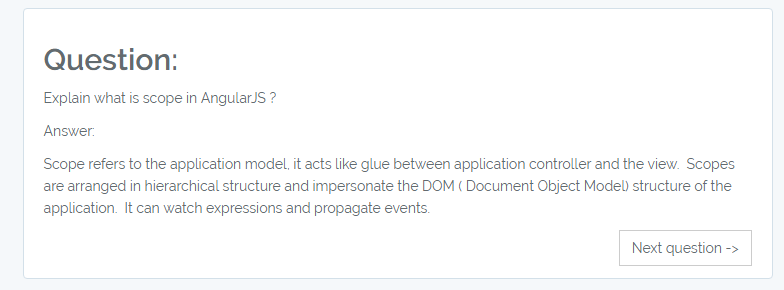 Question:
Explain what is scope in AngularJS ?
Answer:
Scope refers to the application model, it acts like glue between application controller and the view.  Scopes
are arranged in hierarchical structure and impersonate the DOM ( Document Object Model) structure of the
application.  It can watch expressions and propagate events.
Next question ->